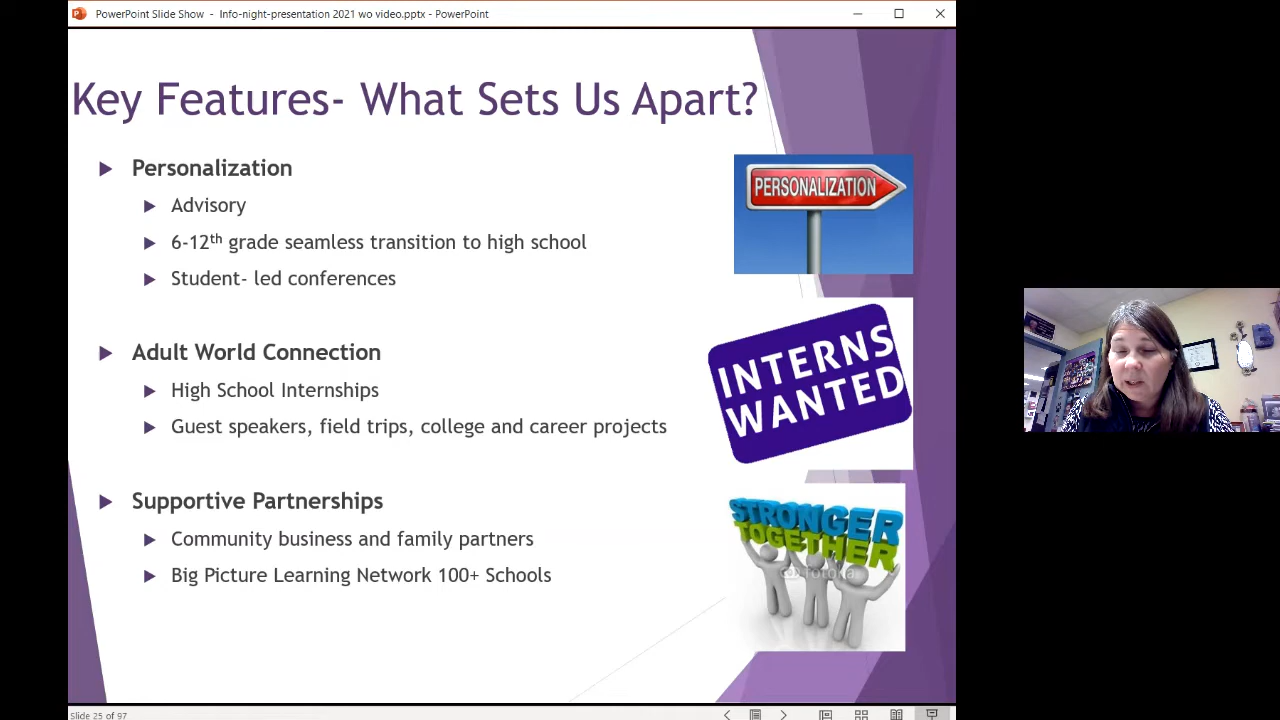 PowerPoint Slide Show - Info-night-presentation 2021 wo video.pptx - PowerPoint
Key Features- What Sets Us Apart?
Personalization
Advisory
6-12th grade seamless transition to high school
Student- led conferences
PERSONALIZATION
Adult World Connection
High School Internships
Guest speakers, field trips, college and career projects
INTERNS
WANTED
Supportive Partnerships
Community business and family partners
Big Picture Learning Network 100+ Schools
STRONGER
TOGETHER
fotolia
Slide 25 of 97